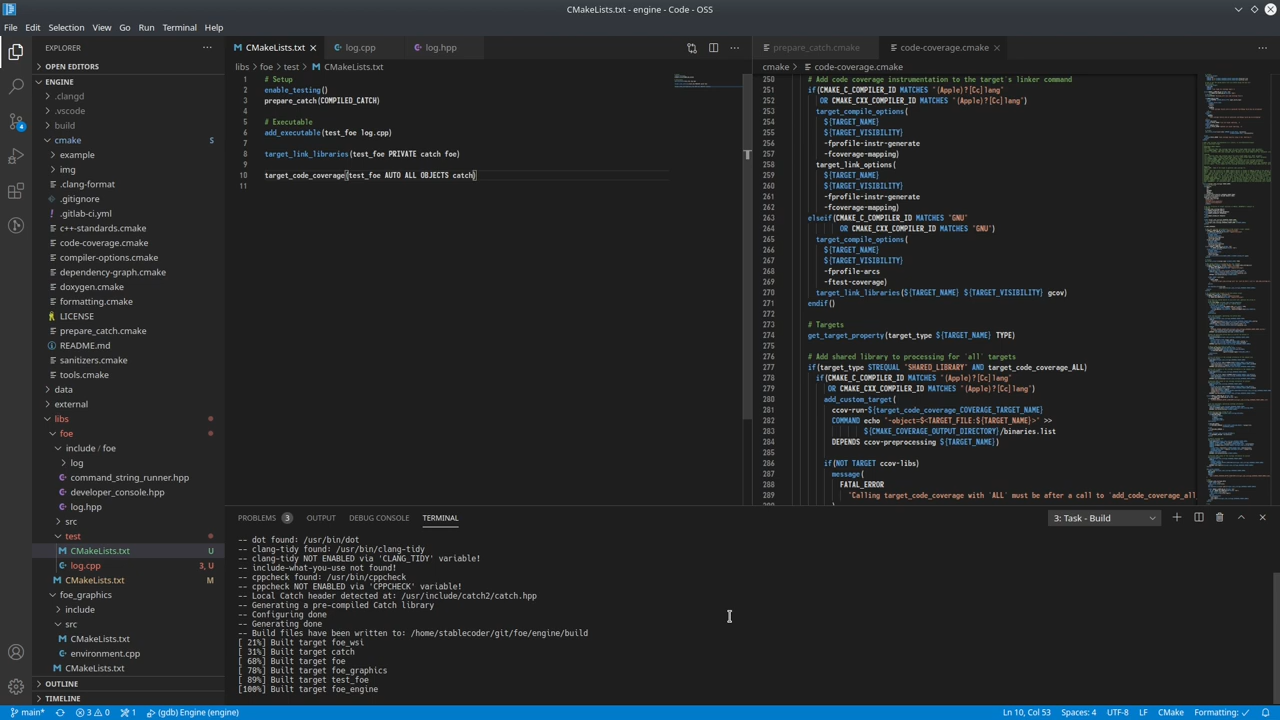 CMakeLists.txt - engine - Code - OSS
File Edit Selection View Go Run Terminal Help
EXPLORER
OPEN EDITORS
ENGINE
.clangd
.vscode
build
cmake S
example
img
.clang-format
.gitignore
.gitlab-ci.yml
c++-standards.cmake
code-coverage.cmake
compiler-options.cmake
dependency-graph.cmake
doxygen.cmake
formatting.cmake
LICENSE
prepare_catch.cmake
README.md
sanitizers.cmake
tools.cmake
data
external
libs
foe
include / foe
log
command_string_runner.hpp
developer_console.hpp
log.hpp
src
test
CMakeLists.txt U
log.cpp 3, U
CMakeLists.txt M
foe_graphics
include
src
CMakeLists.txt
environment.cpp
CMakeLists.txt
OUTLINE
TIMELINE
4
CMakeLists.txt log.cpp log.hpp
libs > foe > test > CMakeLists.txt
1 # Setup
2 enable_testing()
3 prepare_catch(COMPILED_CATCH)
4
5 # Executable
6 add_executable(test_foe log.cpp)
7
8 target_link_libraries(test_foe PRIVATE catch foe)
9
10 target_code_coverage(test_foe AUTO ALL OBJECTS catch)
11
prepare_catch.cmake code-coverage.cmake
cmake > code-coverage.cmake
250 # Add code coverage instrumentation to the target's linker command
251 if(CMAKE_C_COMPILER_ID MATCHES "(Apple)?[Cc]lang"
252 OR CMAKE_CXX_COMPILER_ID MATCHES "(Apple)?[Cc]lang")
253 target_compile_options(
254 ${TARGET_NAME}
255 ${TARGET_VISIBILITY}
256 -fprofile-instr-generate
257 -fcoverage-mapping)
258 target_link_options(
259 ${TARGET_NAME}
260 ${TARGET_VISIBILITY}
261 -fprofile-instr-generate
262 -fcoverage-mapping)
263 elseif(CMAKE_C_COMPILER_ID MATCHES "GNU"
264 OR CMAKE_CXX_COMPILER_ID MATCHES "GNU")
265 target_compile_options(
266 ${TARGET_NAME}
267 ${TARGET_VISIBILITY}
268 -fprofile-arcs
269 -ftest-coverage)
270 target_link_libraries(${TARGET_NAME} ${TARGET_VISIBILITY} gcov)
271 endif()
272
273 # Targets
274 get_target_property(target_type ${TARGET_NAME} TYPE)
275
276 # Add shared library to processing for 'all' targets
277 if(target_type STREQUAL "SHARED_LIBRARY" AND target_code_coverage_ALL)
278 if(CMAKE_C_COMPILER_ID MATCHES "(Apple)?[Cc]lang"
279 OR CMAKE_CXX_COMPILER_ID MATCHES "(Apple)?[Cc]lang")
280 add_custom_target(
281 ccov-run-${target_code_coverage_COVERAGE_TARGET_NAME}
282 COMMAND echo "-object=$<TARGET_FILE:${TARGET_NAME}>" >>
283 ${CMAKE_COVERAGE_OUTPUT_DIRECTORY}/binaries.list
284 DEPENDS ccov-preprocessing ${TARGET_NAME})
285
286 if(NOT TARGET ccov-libs)
287 message(
288 FATAL_ERROR
289 "Calling target_code_coverage with 'ALL' must be after a call to 'add_code_coverage_all
PROBLEMS 3 OUTPUT DEBUG CONSOLE TERMINAL 3: Task - Build
-- dot found: /usr/bin/dot
-- clang-tidy found: /usr/bin/clang-tidy
-- clang-tidy NOT ENABLED via 'CLANG_TIDY' variable!
-- include-what-you-use not found!
-- cppcheck found: /usr/bin/cppcheck
-- cppcheck NOT ENABLED via 'CPPCHECK' variable!
-- Local Catch header detected at: /usr/include/catch2/catch.hpp
-- Generating a pre-compiled Catch library
-- Configuring done
-- Generating done
-- Build files have been written to: /home/stablecoder/git/foe/engine/build
[ 21%] Built target foe_wsi
[ 31%] Built target catch
[ 68%] Built target foe
[ 78%] Built target foe_graphics
[ 89%] Built target test_foe
[100%] Built target foe_engine
main* 3 0 1 (gdb) Engine (engine) Ln 10, Col 53 Spaces: 4 UTF-8 LF CMake Formatting: